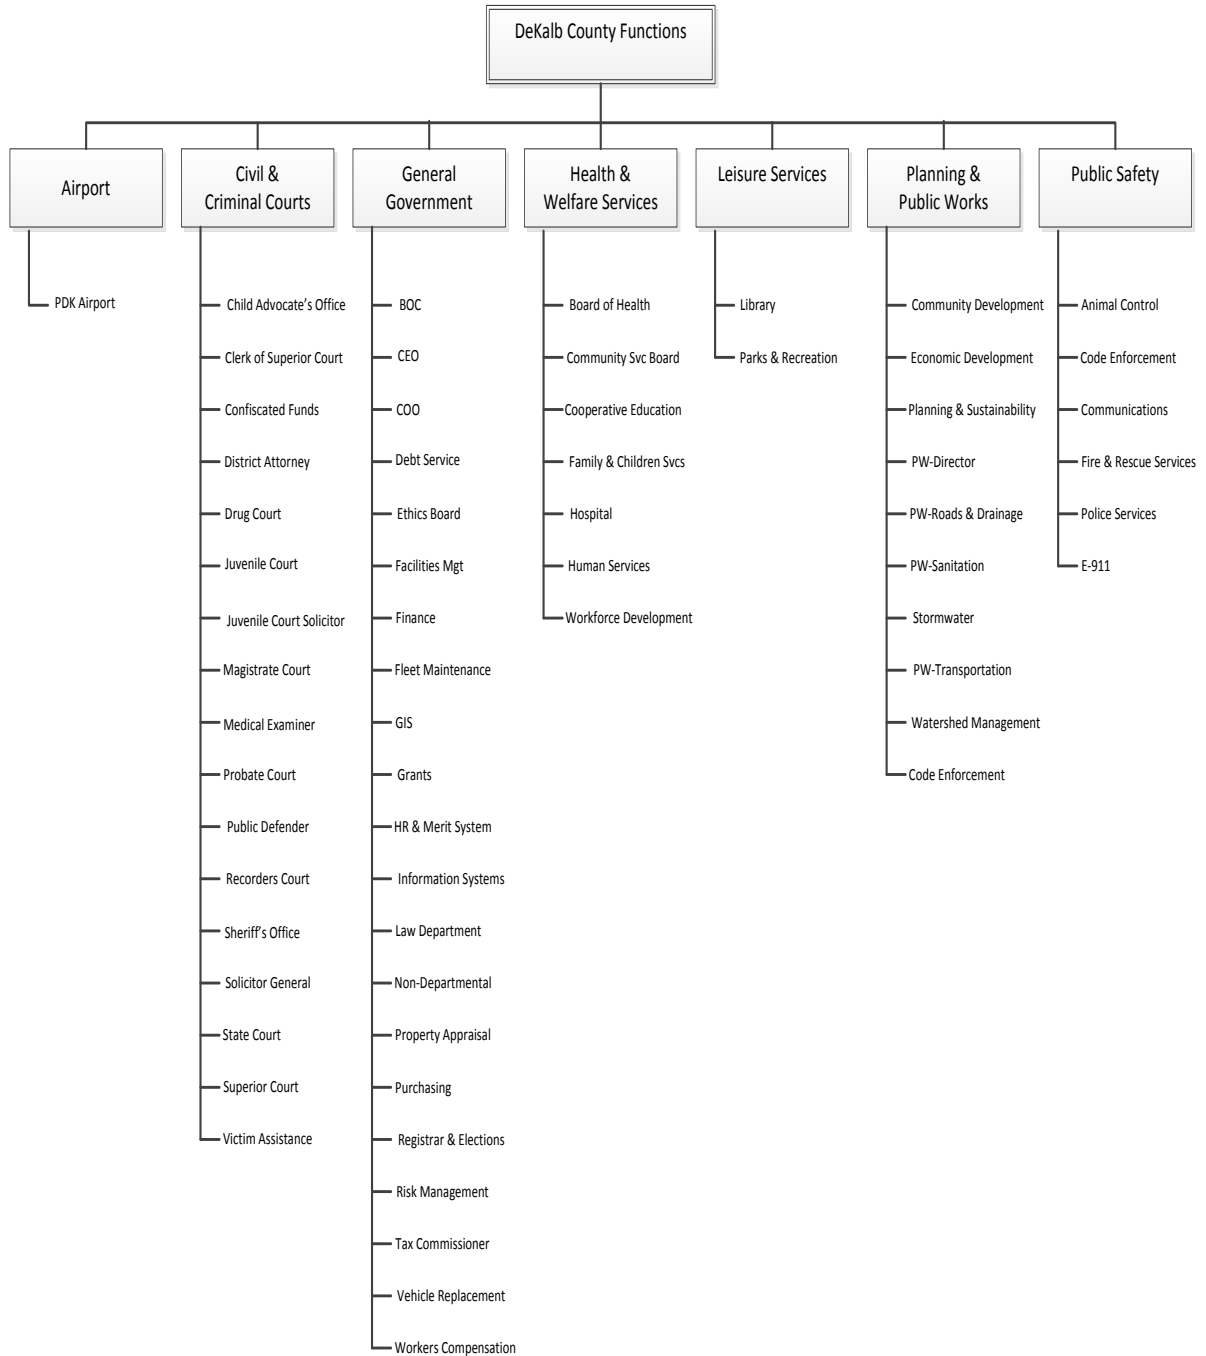 DeKalb County Functions
Airport
PDK Airport
Civil &
Criminal Courts
Child Advocate's Office
Clerk of Superior Court
Confiscated Funds
District Attorney
Drug Court
Juvenile Court
Juvenile Court Solicitor
Magistrate Court
Medical Examiner
Probate Court
Public Defender
Recorders Court
Sheriff's Office
Solicitor General
State Court
Superior Court
Victim Assistance
General
Government
BOC
CEO
COO
Debt Service
Ethics Board
Facilities Mgt
Finance
Fleet Maintenance
GIS
Grants
HR & Merit System
Information Systems
Law Department
Non-Departmental
Property Appraisal
Purchasing
Registrar & Elections
Risk Management
Tax Commissioner
Vehicle Replacement
Workers Compensation
Health &
Welfare Services
Board of Health
Community Svc Board
Cooperative Education
Family & Children Svcs
Hospital
Human Services
Workforce Development
Leisure Services
Library
Parks & Recreation
Planning &
Public Works
Community Development
Economic Development
Planning & Sustainability
PW-Director
PW-Roads & Drainage
PW-Sanitation
Stormwater
PW-Transportation
Watershed Management
Code Enforcement
Public Safety
Animal Control
Code Enforcement
Communications
Fire & Rescue Services
Police Services
E-911